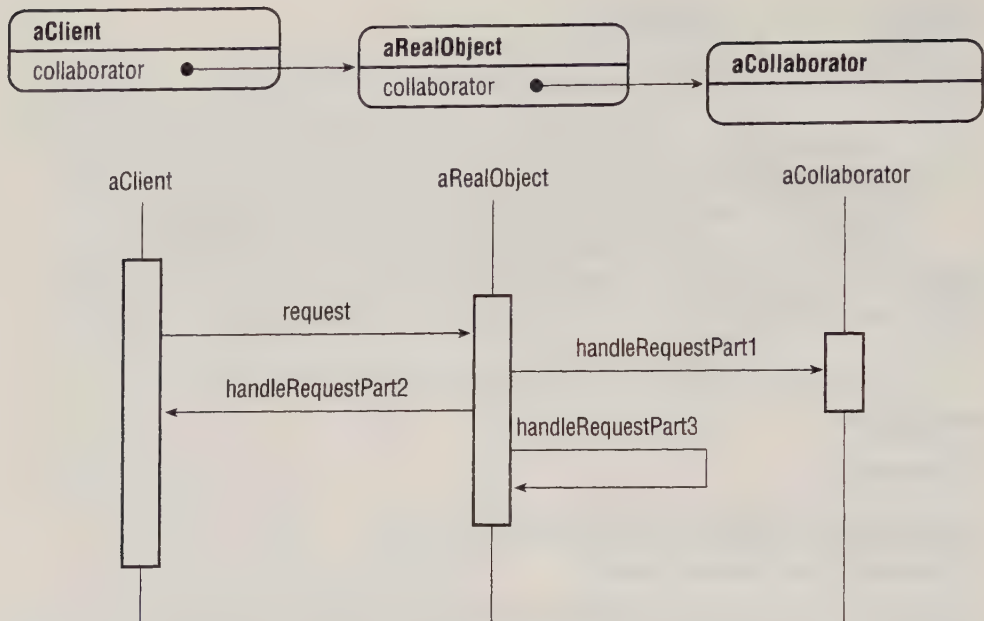 aClient
collaborator
aRealObject
collaborator
aCollaborator
aClient
aRealObject
aCollaborator
request
handleRequestPart1
handleRequestPart2
handleRequestPart3